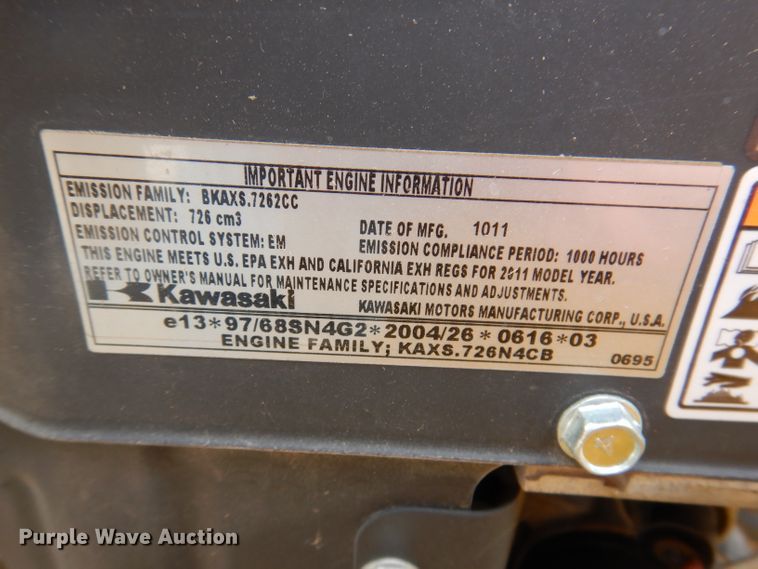 IMPORTANT ENGINE INFORMATION
EMISSION FAMILY: BKAXS.7262CC
DISPLACEMENT: 726 cm3
DATE OF MFG. 1011
EMISSION CONTROL SYSTEM: EM
EMISSION COMPLIANCE PERIOD: 1000 HOURS
THIS ENGINE MEETS U.S. EPA EXH AND CALIFORNIA EXH REGS FOR 2011 MODEL YEAR.
REFER TO OWNER'S MANUAL FOR MAINTENANCE SPECIFICATIONS AND ADJUSTMENTS.
Kawasaki
KAWASAKI MOTORS MANUFACTURING CORP., U.S.A.
e13*97/68SN4G2*2004/26*0616*03
ENGINE FAMILY; KAXS.726N4CB
0695
4
Purple Wave Auction